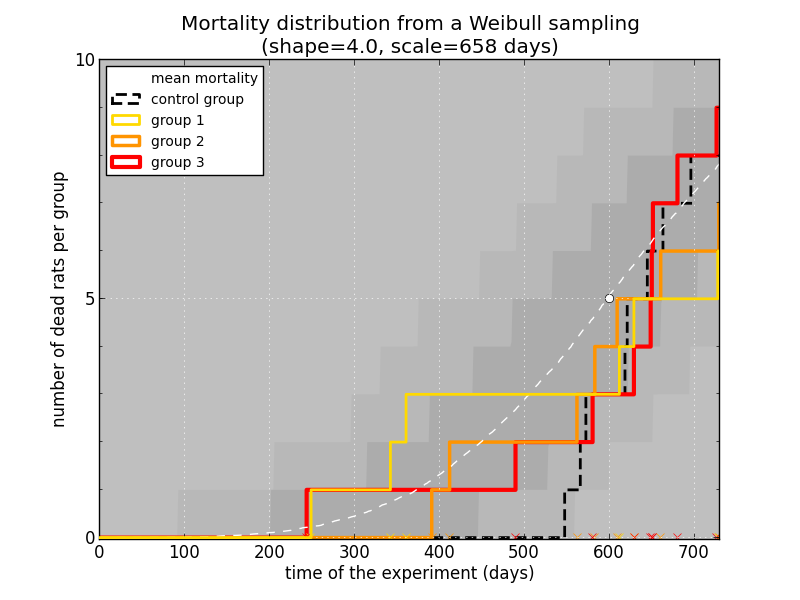 Mortality distribution from a Weibull sampling
(shape=4.0, scale=658 days)
mean mortality
control group
group 1
group 2
group 3
number of dead rats per group
10
5
0
0 100 200 300 400 500 600 700
time of the experiment (days)